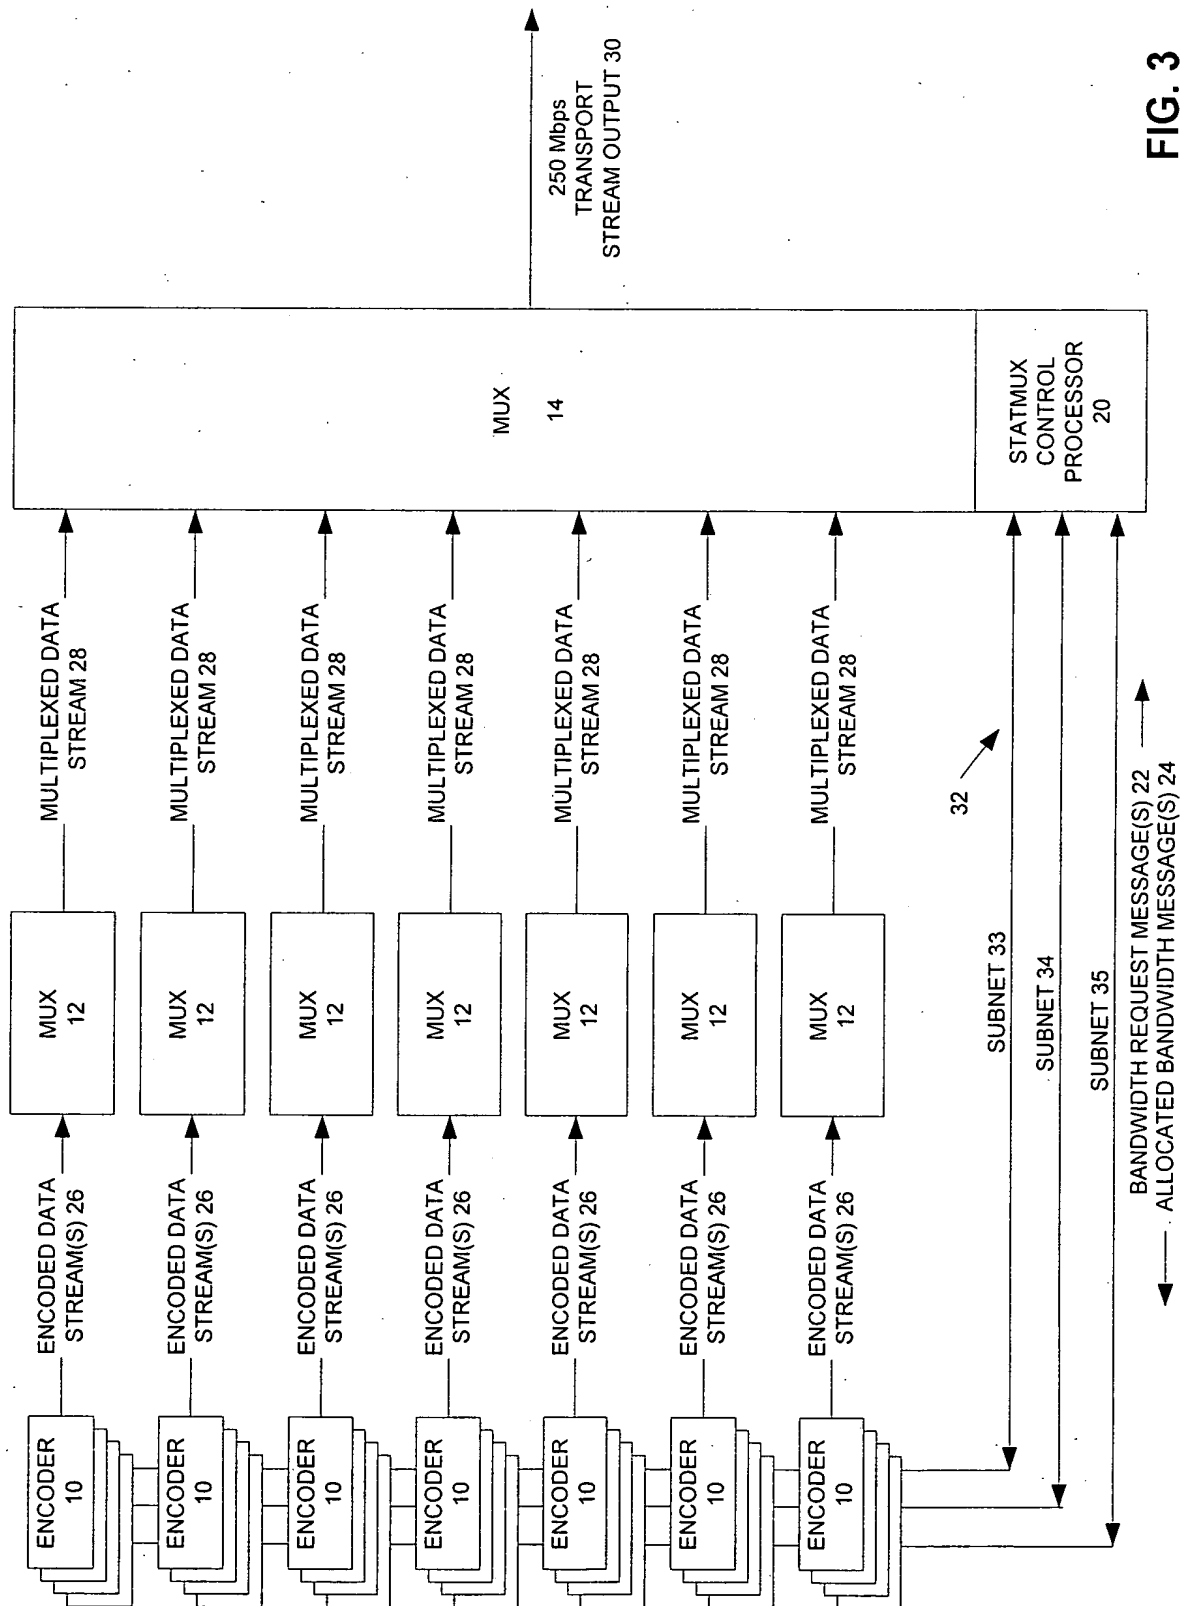 ENCODER
10
ENCODER
10
ENCODER
10
ENCODER
10
ENCODER
10
ENCODER
10
ENCODER
10
ENCODED DATA
STREAM(S) 26
ENCODED DATA
STREAM(S) 26
ENCODED DATA
STREAM(S) 26
ENCODED DATA
STREAM(S) 26
ENCODED DATA
STREAM(S) 26
ENCODED DATA
STREAM(S) 26
ENCODED DATA
STREAM(S) 26
MUX
12
MUX
12
MUX
12
MUX
12
MUX
12
MUX
12
MUX
12
MULTIPLEXED DATA
STREAM 28
MULTIPLEXED DATA
STREAM 28
MULTIPLEXED DATA
STREAM 28
MULTIPLEXED DATA
STREAM 28
MULTIPLEXED DATA
STREAM 28
MULTIPLEXED DATA
STREAM 28
MULTIPLEXED DATA
STREAM 28
MUX
14
250 Mbps
TRANSPORT
STREAM OUTPUT 30
STATMUX
CONTROL
PROCESSOR
20
32
SUBNET 33
SUBNET 34
SUBNET 35
BANDWIDTH REQUEST MESSAGE(S) 22
ALLOCATED BANDWIDTH MESSAGE(S) 24
FIG. 3